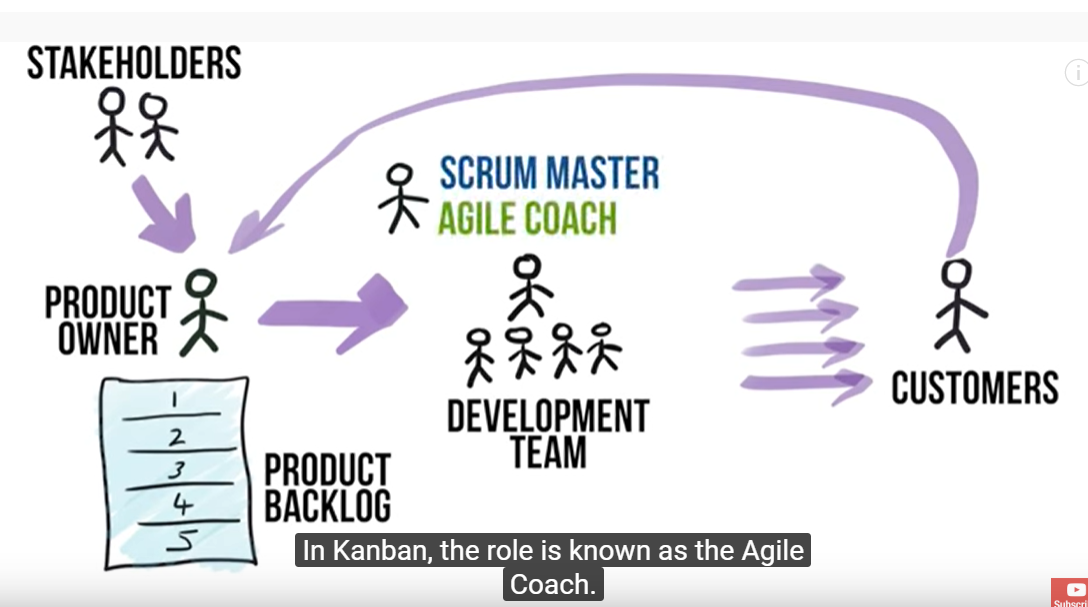 STAKEHOLDERS
SCRUM MASTER
AGILE COACH
PRODUCT
OWNER
DEVELOPMENT
TEAM
CUSTOMERS
1
2
3
4
5
PRODUCT
BACKLOG
In Kanban, the role is known as the Agile
Coach.